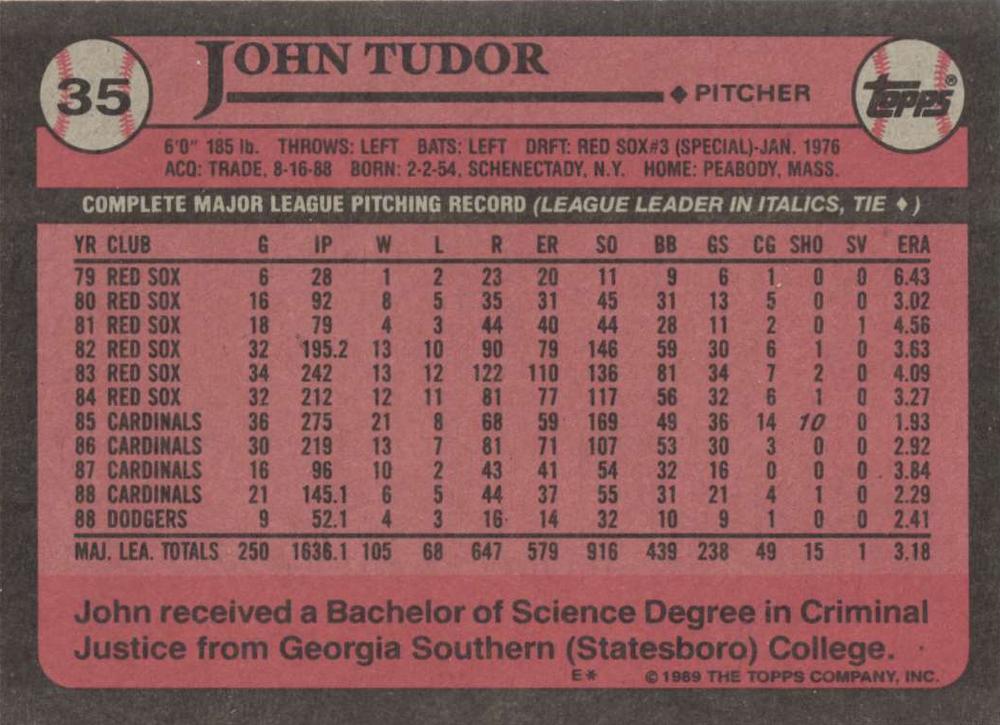 35
JOHN TUDOR
♦ PITCHER
topps®
6'0" 185 lb. THROWS: LEFT BATS: LEFT DRFT: RED SOX#3 (SPECIAL)-JAN. 1976
ACQ: TRADE, 8-16-88 BORN: 2-2-54, SCHENECTADY, N.Y. HOME: PEABODY, MASS.
COMPLETE MAJOR LEAGUE PITCHING RECORD (LEAGUE LEADER IN ITALICS, TIE ♦)
YR CLUB G IP W L R ER SO BB GS CG SHO SV ERA
79 RED SOX 6 28 1 2 23 20 11 9 6 1 0 0 6.43
80 RED SOX 16 92 8 5 35 31 45 31 13 5 0 0 3.02
81 RED SOX 18 79 4 3 44 40 44 28 11 2 0 1 4.56
82 RED SOX 32 195.2 13 10 90 79 146 59 30 6 1 0 3.63
83 RED SOX 34 242 13 12 122 110 136 81 34 7 2 0 4.09
84 RED SOX 32 212 12 11 81 77 117 56 32 6 1 0 3.27
85 CARDINALS 36 275 21 8 68 59 169 49 36 14 10 0 1.93
86 CARDINALS 30 219 13 7 81 71 107 53 30 3 0 0 2.92
87 CARDINALS 16 96 10 2 43 41 54 32 16 0 0 0 3.84
88 CARDINALS 21 145.1 6 5 44 37 55 31 21 4 1 0 2.29
88 DODGERS 9 52.1 4 3 16 14 32 10 9 1 0 0 2.41
MAJ. LEA. TOTALS 250 1636.1 105 68 647 579 916 439 238 49 15 1 3.18
John received a Bachelor of Science Degree in Criminal
Justice from Georgia Southern (Statesboro) College.
E* © 1989 THE TOPPS COMPANY, INC.